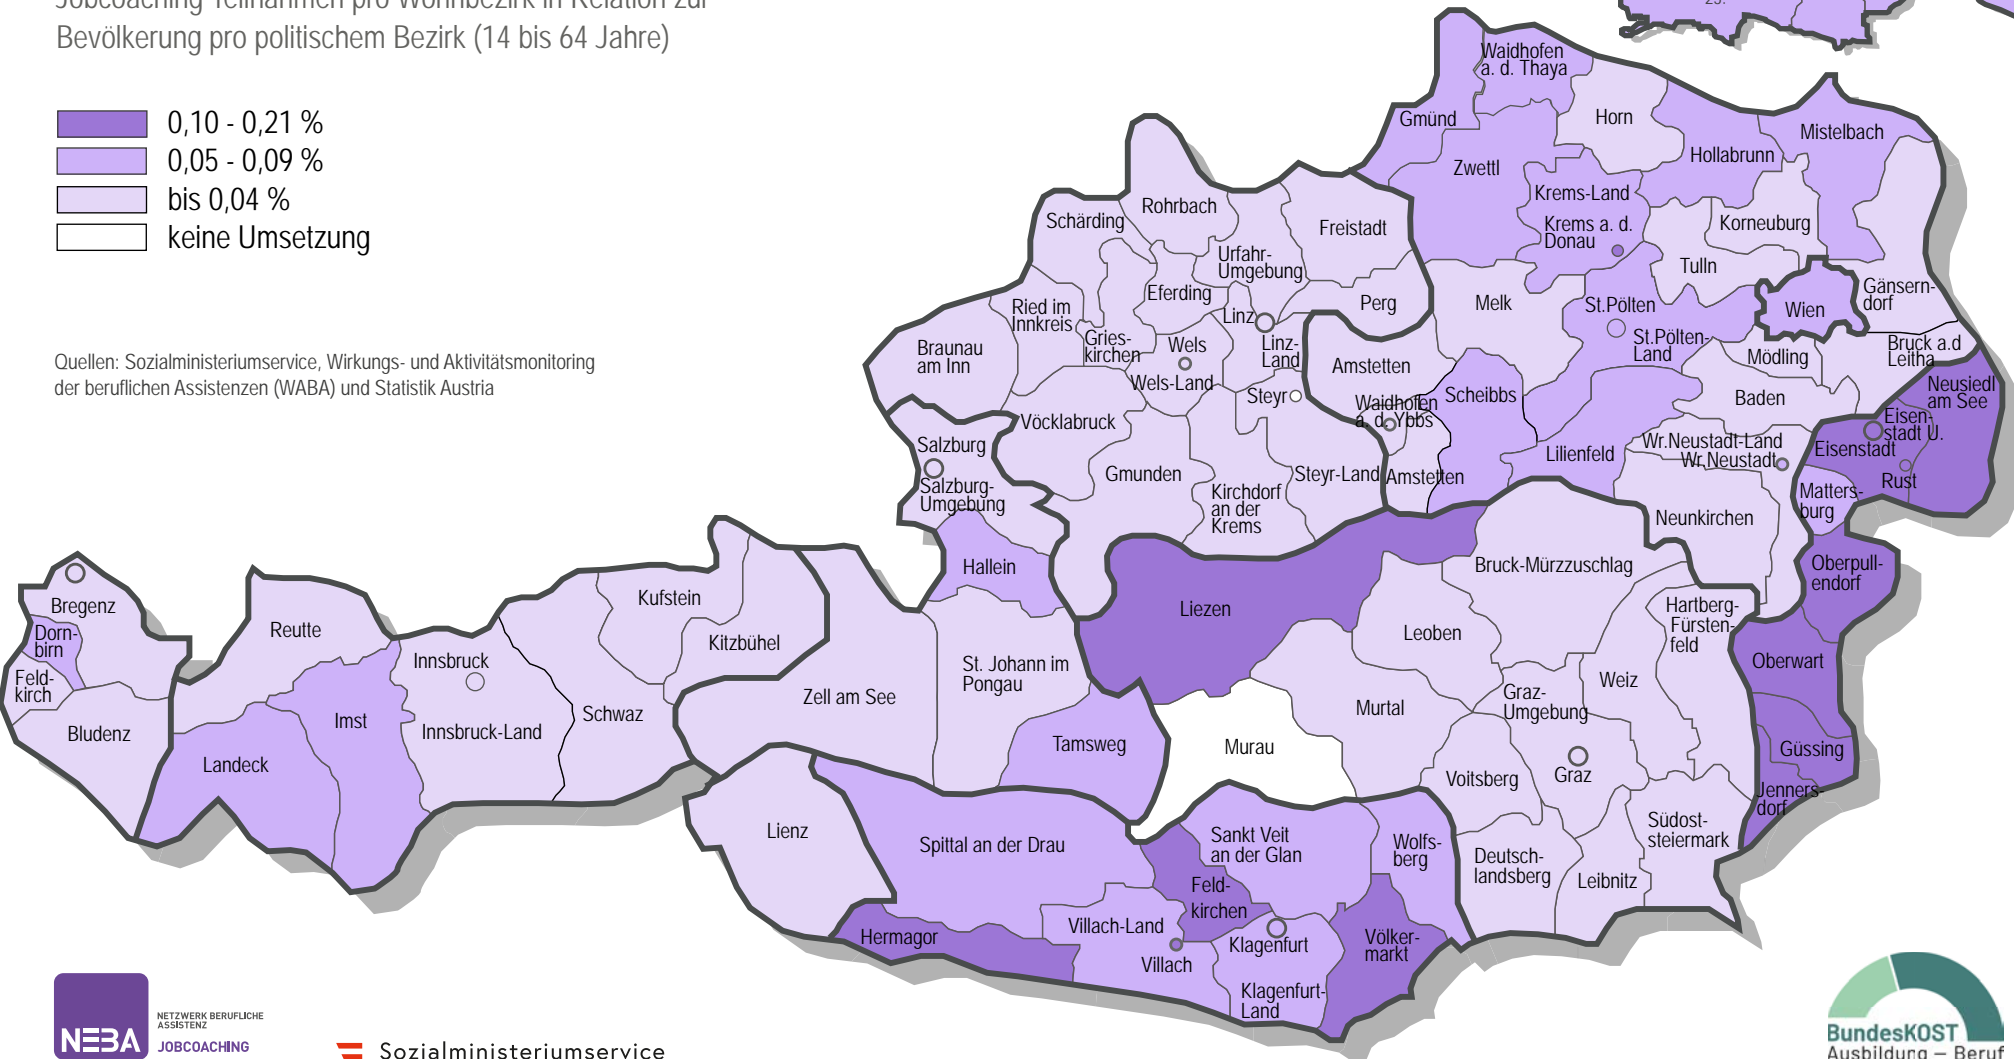 Jobcoaching Teilnahmen pro Wohnbezirk in Relation zur
Bevölkerung pro politischem Bezirk (14 bis 64 Jahre)
0,10 - 0,21 %
0,05 - 0,09 %
bis 0,04 %
keine Umsetzung
Quellen: Sozialministeriumservice, Wirkungs- und Aktivitätsmonitoring
der beruflichen Assistenzen (WABA) und Statistik Austria
23.
Waidhofen
a. d. Thaya
Gmünd
Horn
Mistelbach
Hollabrunn
Zwettl
Krems-Land
Krems a. d.
Donau
Korneuburg
Tulln
Gänsern-
dorf
Wien
Melk
St.Pölten
St.Pölten-
Land
Mödling
Bruck a.d
Leitha
Baden
Amstetten
Waidhofen
a. d. Ybbs
Scheibbs
Lilienfeld
Wr.Neustadt-Land
Wr.Neustadt
Amstetten
Neunkirchen
Neusiedl
am See
Eisen-
stadt U.
Eisenstadt
Rust
Matters-
burg
Oberpull-
endorf
Oberwart
Güssing
Jenners-
dorf
Rohrbach
Schärding
Freistadt
Urfahr-
Umgebung
Eferding
Perg
Ried im
Innkreis
Gries-
kirchen
Linz
Linz-
Land
Wels
Wels-Land
Braunau
am Inn
Steyr
Vöcklabruck
Gmunden
Kirchdorf
an der
Krems
Steyr-Land
Salzburg
Salzburg-
Umgebung
Hallein
St. Johann im
Pongau
Zell am See
Tamsweg
Liezen
Bruck-Mürzzuschlag
Leoben
Hartberg-
Fürsten-
feld
Weiz
Graz-
Umgebung
Graz
Murtal
Murau
Voitsberg
Deutsch-
landsberg
Leibnitz
Südost-
steiermark
Bregenz
Dorn-
birn
Feld-
kirch
Bludenz
Reutte
Landeck
Imst
Innsbruck
Innsbruck-Land
Schwaz
Kufstein
Kitzbühel
Lienz
Spittal an der Drau
Hermagor
Sankt Veit
an der Glan
Feld-
kirchen
Wolfs-
berg
Villach-Land
Villach
Klagenfurt
Klagenfurt-
Land
Völker-
markt
NEBA
NETZWERK BERUFLICHE
ASSISTENZ
JOBCOACHING
Sozialministeriumservice
BundesKOST
Ausbildung – Beruf